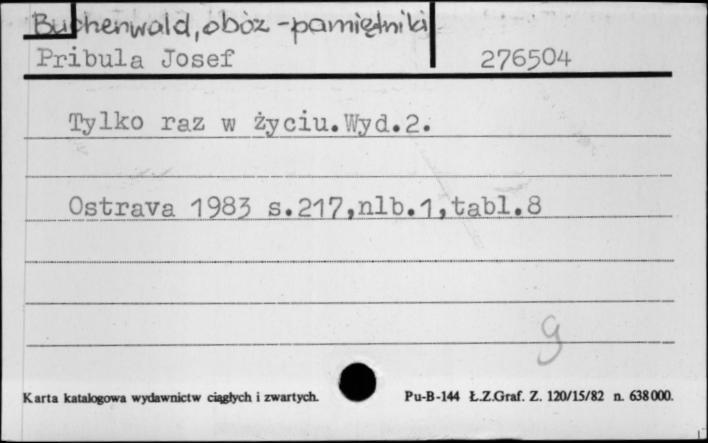 Buchenwald, obóz - pamiętniki
Pribula Josef 276504
Tylko raz w życiu.Wyd.2.
Ostrava 1983 s.217,nlb.1,tabl.8
g
Karta katalogowa wydawnictw ciągłych i zwartych. Pu-B-144 Ł.Z.Graf. Z. 120/15/82 n. 638000.